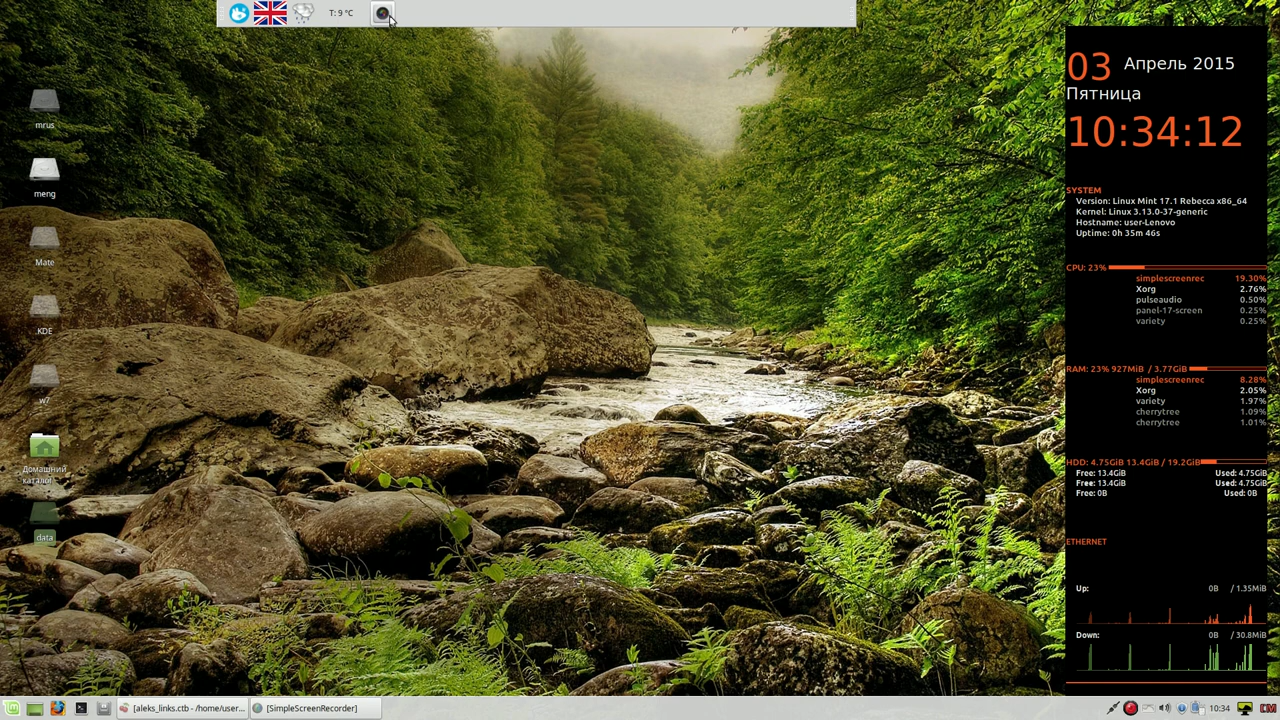 T: 9 °C
mrus
meng
Mate
KDE
w7
Домашний
каталог
data
03 Апрель 2015
Пятница
10:34:12
SYSTEM
Version: Linux Mint 17.1 Rebecca x86_64
Kernel: Linux 3.13.0-37-generic
Hostname: user-Lenovo
Uptime: 0h 35m 46s
CPU: 23%
simplescreenrec 19.30%
Xorg 2.76%
pulseaudio 0.50%
panel-17-screen 0.25%
variety 0.25%
RAM: 23% 927MiB / 3.77GiB
simplescreenrec 8.28%
Xorg 2.05%
variety 1.97%
cherrytree 1.09%
cherrytree 1.01%
HDD: 4.75GiB 13.4GiB / 19.2GiB
Free: 13.4GiB Used: 4.75GiB
Free: 13.4GiB Used: 4.75GiB
Free: 0B Used: 0B
ETHERNET
Up: 0B / 1.35MiB
Down: 0B / 30.8MiB
[aleks_links.ctb - /home/user...
[SimpleScreenRecorder]
10:34
CM